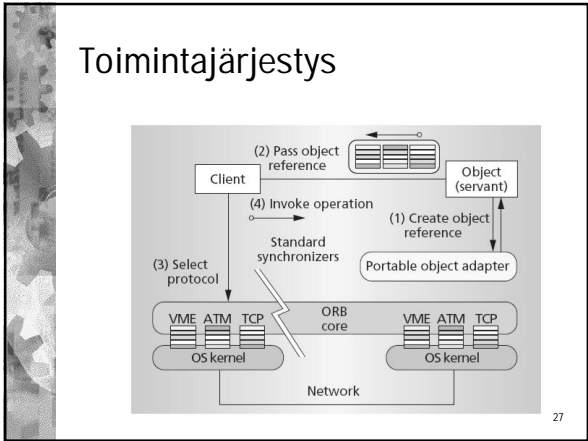 Toimintajärjestys
(2) Pass object
reference
Client
Object
(servant)
(4) Invoke operation
(1) Create object
reference
Standard
synchronizers
(3) Select
protocol
Portable object adapter
ORB
core
VME ATM TCP
VME ATM TCP
OS kernel
OS kernel
Network
27